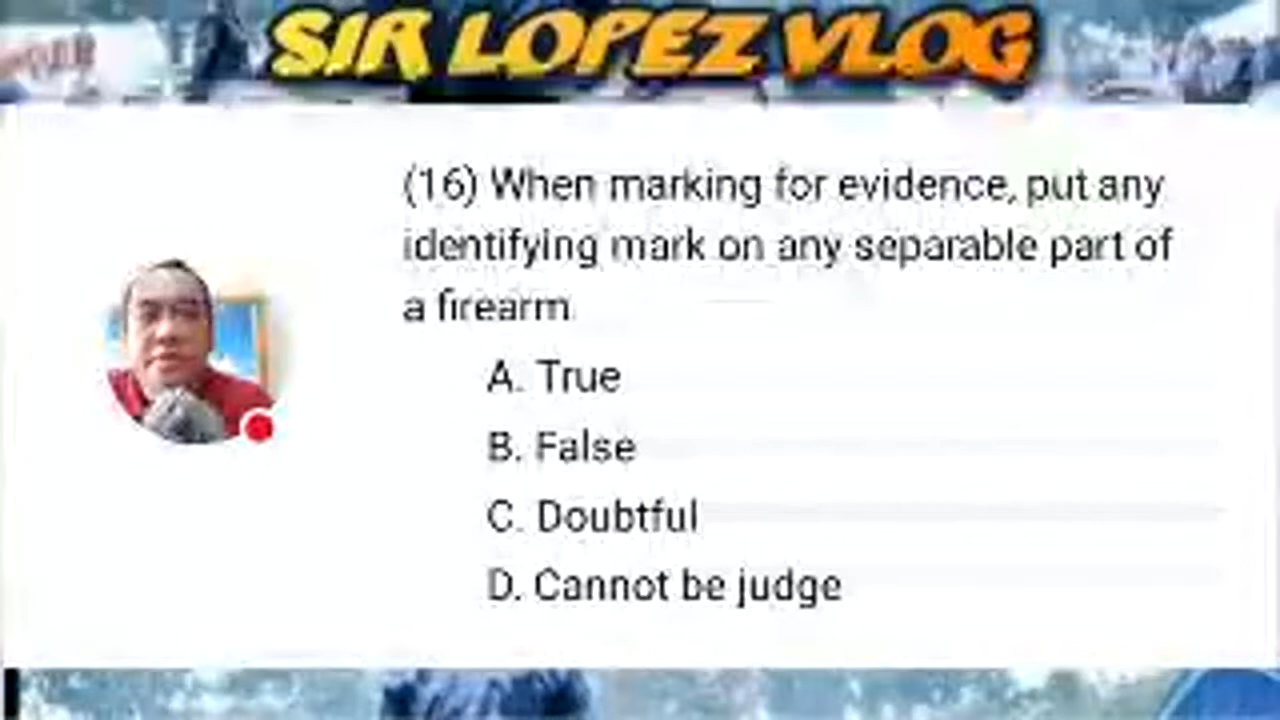 SIR LOPEZ VLOG
(16) When marking for evidence, put any
identifying mark on any separable part of
a firearm.
A. True
B. False
C. Doubtful
D. Cannot be judge